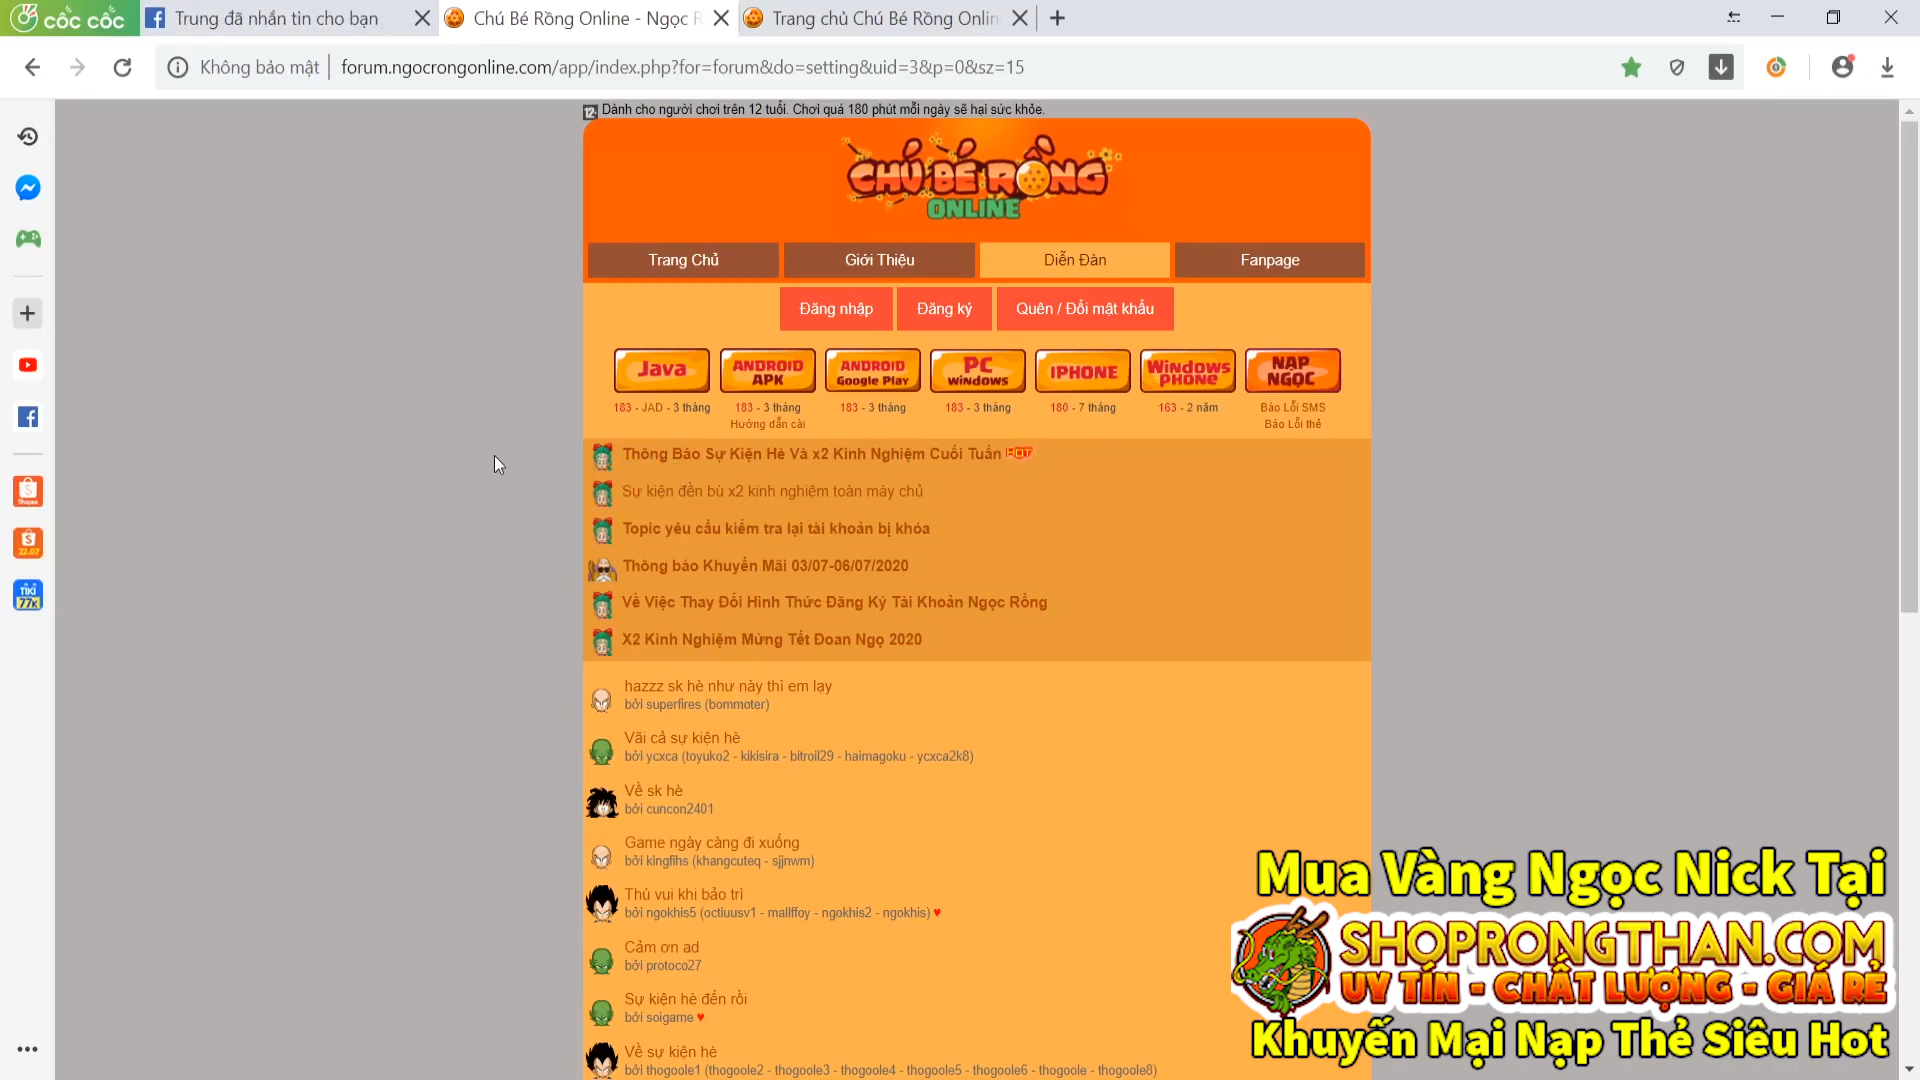 cốc cốc
Trung đã nhắn tin cho bạn
Chú Bé Rồng Online - Ngọc R
Trang chủ Chú Bé Rồng Onlin
Không bảo mật
forum.ngocrongonline.com/app/index.php?for=forum&do=setting&uid=3&p=0&sz=15
Dành cho người chơi trên 12 tuổi. Chơi quá 180 phút mỗi ngày sẽ hại sức khỏe.
CHÚ BÉ RỒNG
ONLINE
Trang Chủ
Giới Thiệu
Diễn Đàn
Fanpage
Đăng nhập
Đăng ký
Quên / Đổi mật khẩu
Java
ANDROID APK
ANDROID Google Play
PC WINDOWS
IPHONE
WINDOWS PHONE
NẠP NGỌC
183 - JAD - 3 tháng
183 - 3 tháng
183 - 3 tháng
183 - 3 tháng
180 - 7 tháng
163 - 2 năm
Báo Lỗi SMS
Hướng dẫn cài
Báo Lỗi thẻ
Thông Báo Sự Kiện Hè Và x2 Kinh Nghiệm Cuối Tuần HOT
Sự kiện đền bù x2 kinh nghiệm toàn máy chủ
Topic yêu cầu kiểm tra lại tài khoản bị khóa
Thông báo Khuyến Mãi 03/07-06/07/2020
Về Việc Thay Đổi Hình Thức Đăng Ký Tài Khoản Ngọc Rồng
X2 Kinh Nghiệm Mừng Tết Đoan Ngọ 2020
hazzz sk hè như này thì em lạy
bởi superfires (bommoter)
Vãi cả sự kiện hè
bởi ycxca (toyuko2 - kikisira - bitroil29 - haimagoku - ycxca2k8)
Về sk hè
bởi cuncon2401
Game ngày càng đi xuống
bởi kingfihs (khangcuteq - sjjnwm)
Thú vui khi bảo trì
bởi ngokhis5 (octiuusv1 - mallffoy - ngokhis2 - ngokhis) ♥
Cảm ơn ad
bởi protoco27
Sự kiện hè đến rồi
bởi soigame ♥
Về sự kiện hè
bởi thogoole1 (thogoole2 - thogoole3 - thogoole4 - thogoole5 - thogoole6 - thogoole - thogoole8)
Shopee
22.07
TIKI
77K
Mua Vàng Ngọc Nick Tại
SHOPRONGTHAN.COM
UY TÍN - CHẤT LƯỢNG - GIÁ RẺ
Khuyến Mại Nạp Thẻ Siêu Hot